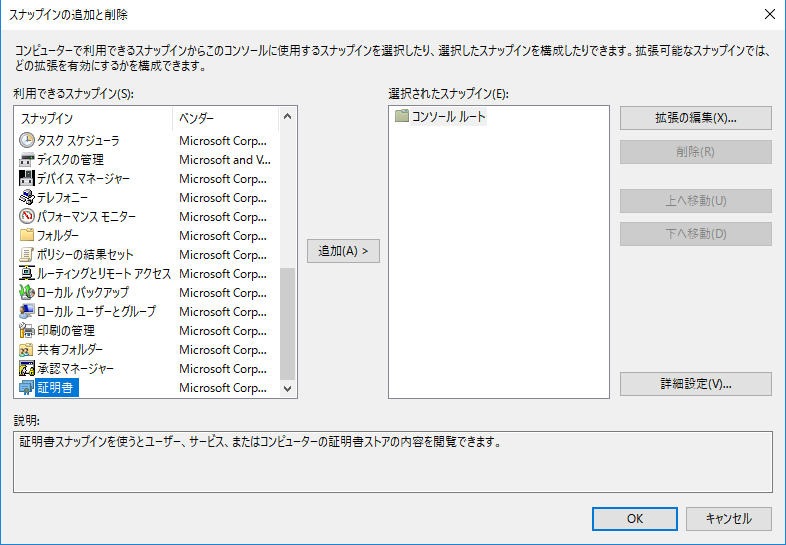 スナップインの追加と削除
コンピューターで利用できるスナップインからこのコンソールに使用するスナップインを選択したり、選択したスナップインを構成したりできます。拡張可能なスナップインでは、
どの拡張を有効にするかを構成できます。
利用できるスナップイン(S):
スナップイン ベンダー
タスク スケジューラ Microsoft Corp...
ディスクの管理 Microsoft and V...
デバイス マネージャー Microsoft Corp...
テレフォニー Microsoft Corp...
パフォーマンス モニター Microsoft Corp...
フォルダー Microsoft Corp...
ポリシーの結果セット Microsoft Corp...
ルーティングとリモート アクセス Microsoft Corp...
ローカル バックアップ Microsoft Corp...
ローカル ユーザーとグループ Microsoft Corp...
印刷の管理 Microsoft Corp...
共有フォルダー Microsoft Corp...
承認マネージャー Microsoft Corp...
証明書 Microsoft Corp...
追加(A) >
選択されたスナップイン(E):
コンソール ルート
拡張の編集(X)...
削除(R)
上へ移動(U)
下へ移動(D)
詳細設定(V)...
説明:
証明書スナップインを使うとユーザー、サービス、またはコンピューターの証明書ストアの内容を閲覧できます。
OK
キャンセル